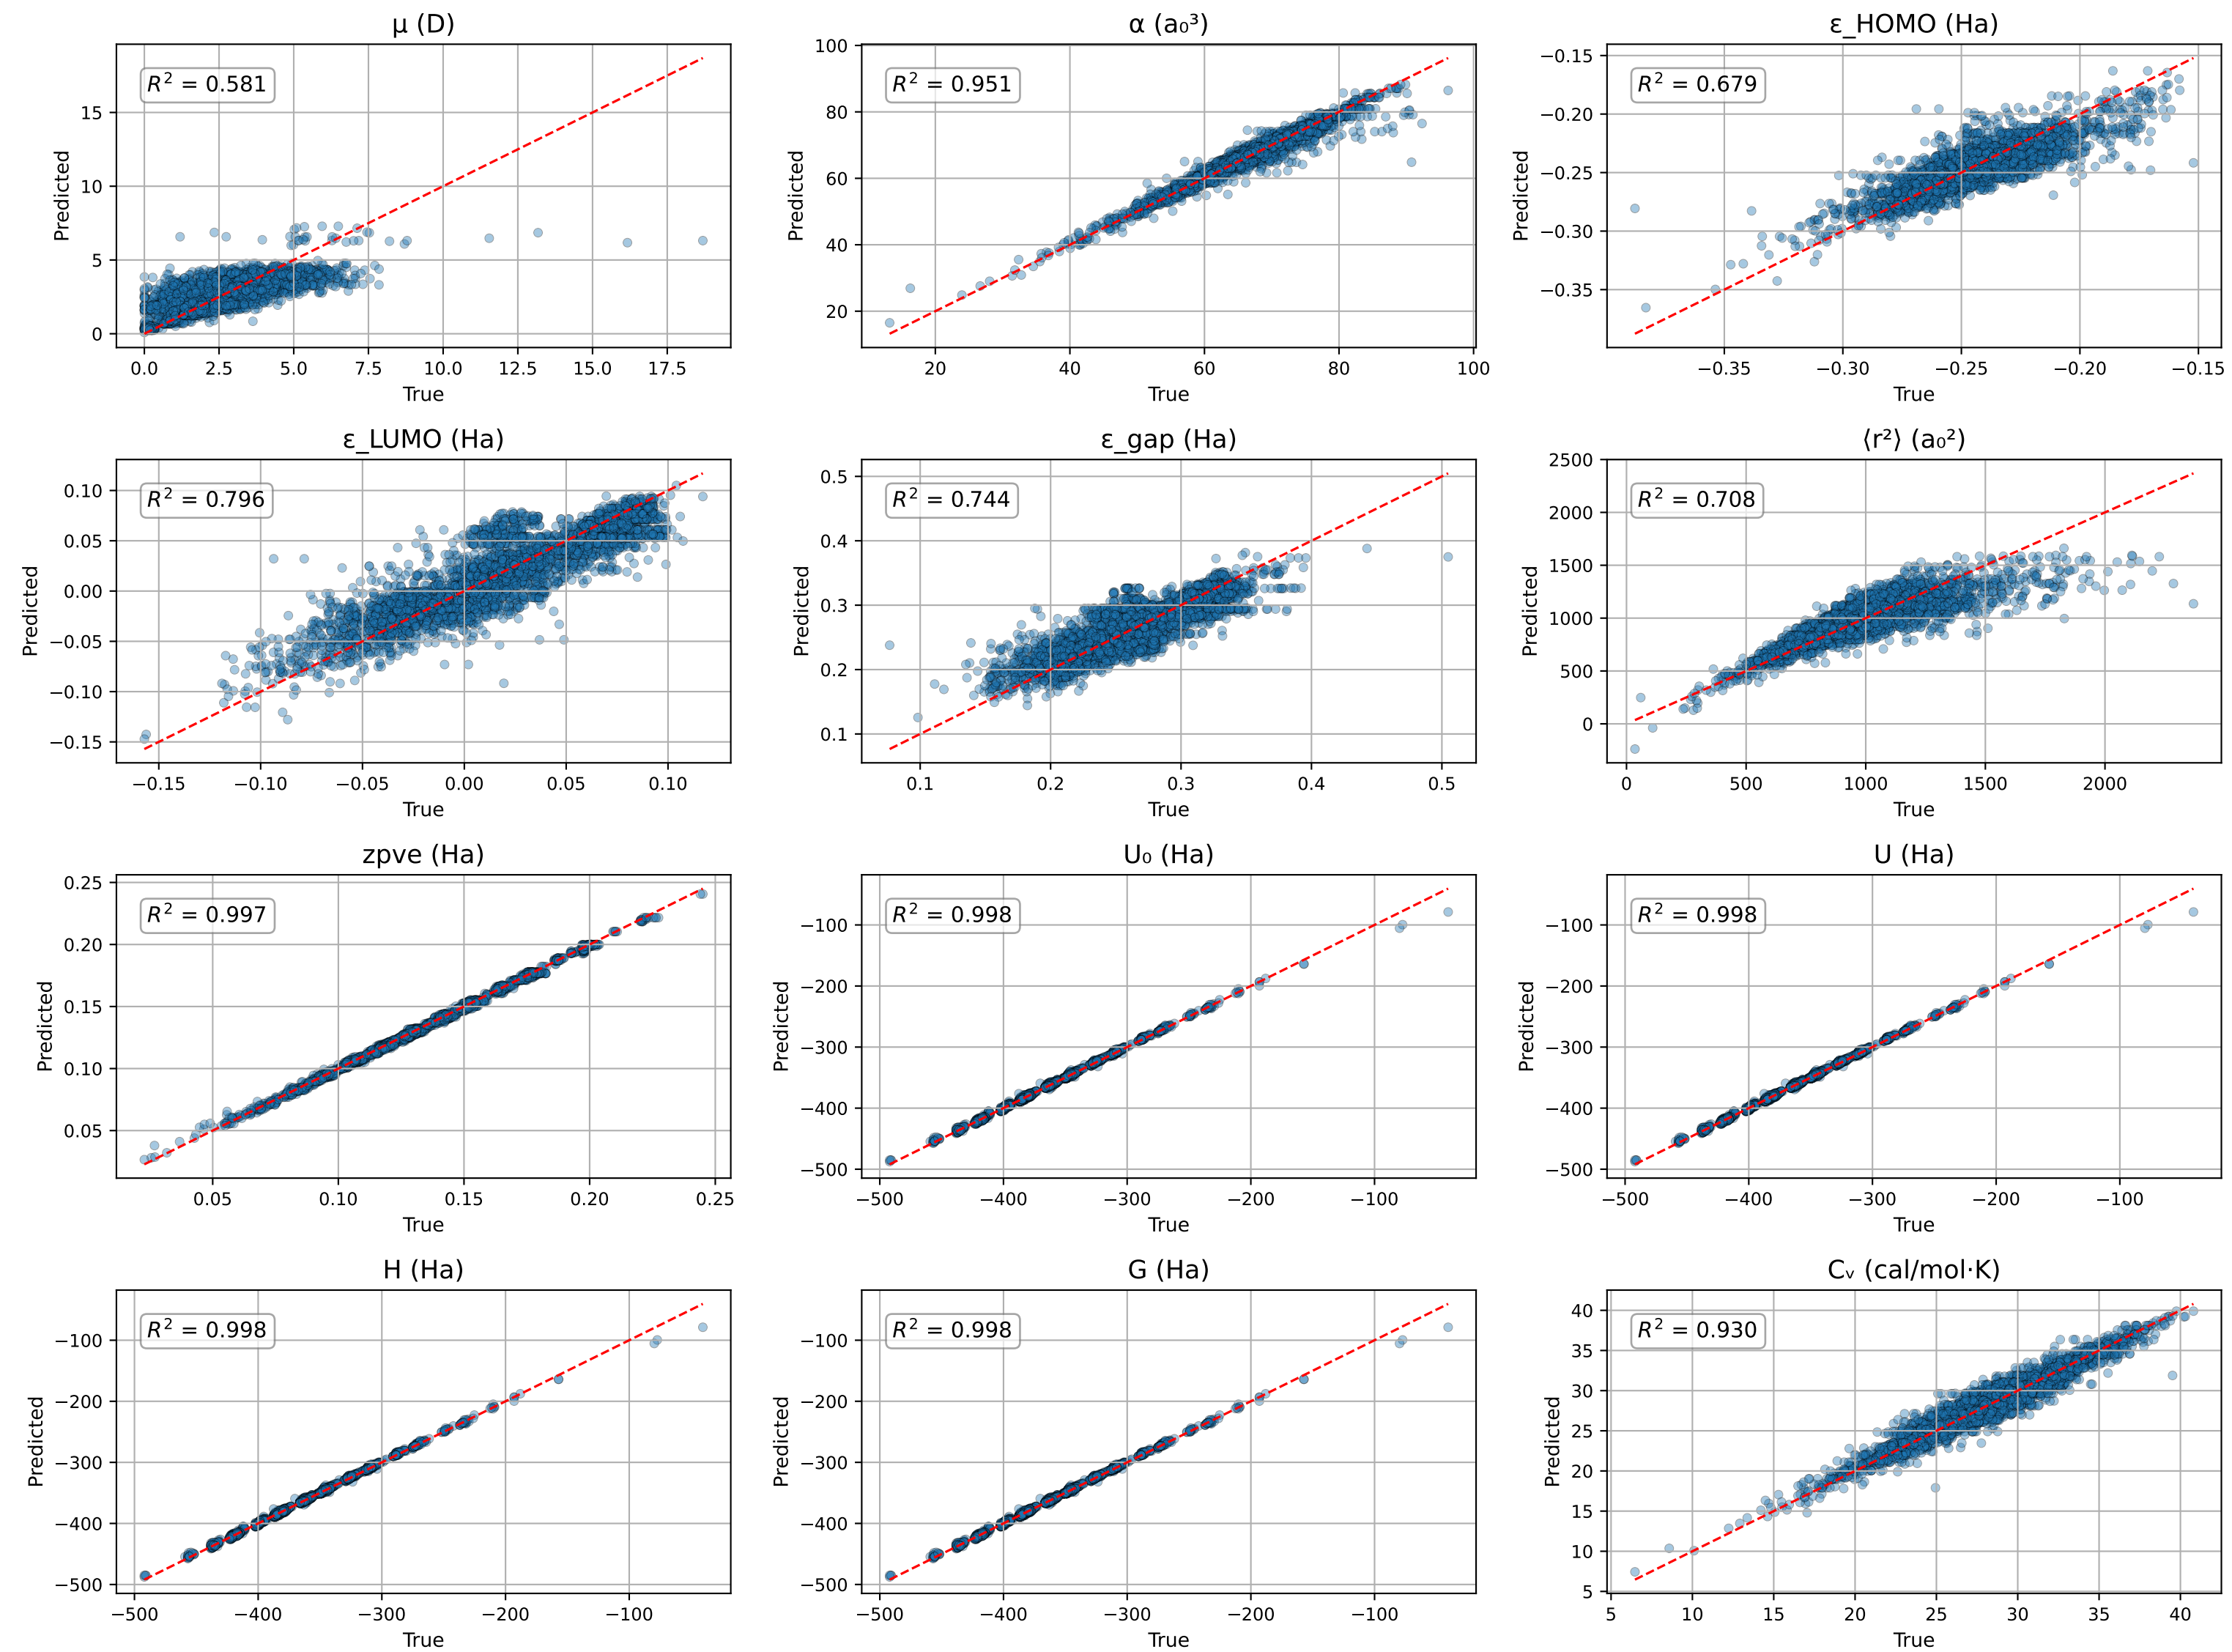 μ (D)
R² = 0.581
15
10
5
0
Predicted
0.0 2.5 5.0 7.5 10.0 12.5 15.0 17.5
True
α (a₀³)
R² = 0.951
100
80
60
40
20
Predicted
20 40 60 80 100
True
ε_HOMO (Ha)
R² = 0.679
−0.15
−0.20
−0.25
−0.30
−0.35
Predicted
−0.35 −0.30 −0.25 −0.20 −0.15
True
ε_LUMO (Ha)
R² = 0.796
0.10
0.05
0.00
−0.05
−0.10
−0.15
Predicted
−0.15 −0.10 −0.05 0.00 0.05 0.10
True
ε_gap (Ha)
R² = 0.744
0.5
0.4
0.3
0.2
0.1
Predicted
0.1 0.2 0.3 0.4 0.5
True
⟨r²⟩ (a₀²)
R² = 0.708
2500
2000
1500
1000
500
0
Predicted
0 500 1000 1500 2000
True
zpve (Ha)
R² = 0.997
0.25
0.20
0.15
0.10
0.05
Predicted
0.05 0.10 0.15 0.20 0.25
True
U₀ (Ha)
R² = 0.998
−100
−200
−300
−400
−500
Predicted
−500 −400 −300 −200 −100
True
U (Ha)
R² = 0.998
−100
−200
−300
−400
−500
Predicted
−500 −400 −300 −200 −100
True
H (Ha)
R² = 0.998
−100
−200
−300
−400
−500
Predicted
−500 −400 −300 −200 −100
True
G (Ha)
R² = 0.998
−100
−200
−300
−400
−500
Predicted
−500 −400 −300 −200 −100
True
Cᵥ (cal/mol·K)
R² = 0.930
40
35
30
25
20
15
10
5
Predicted
5 10 15 20 25 30 35 40
True